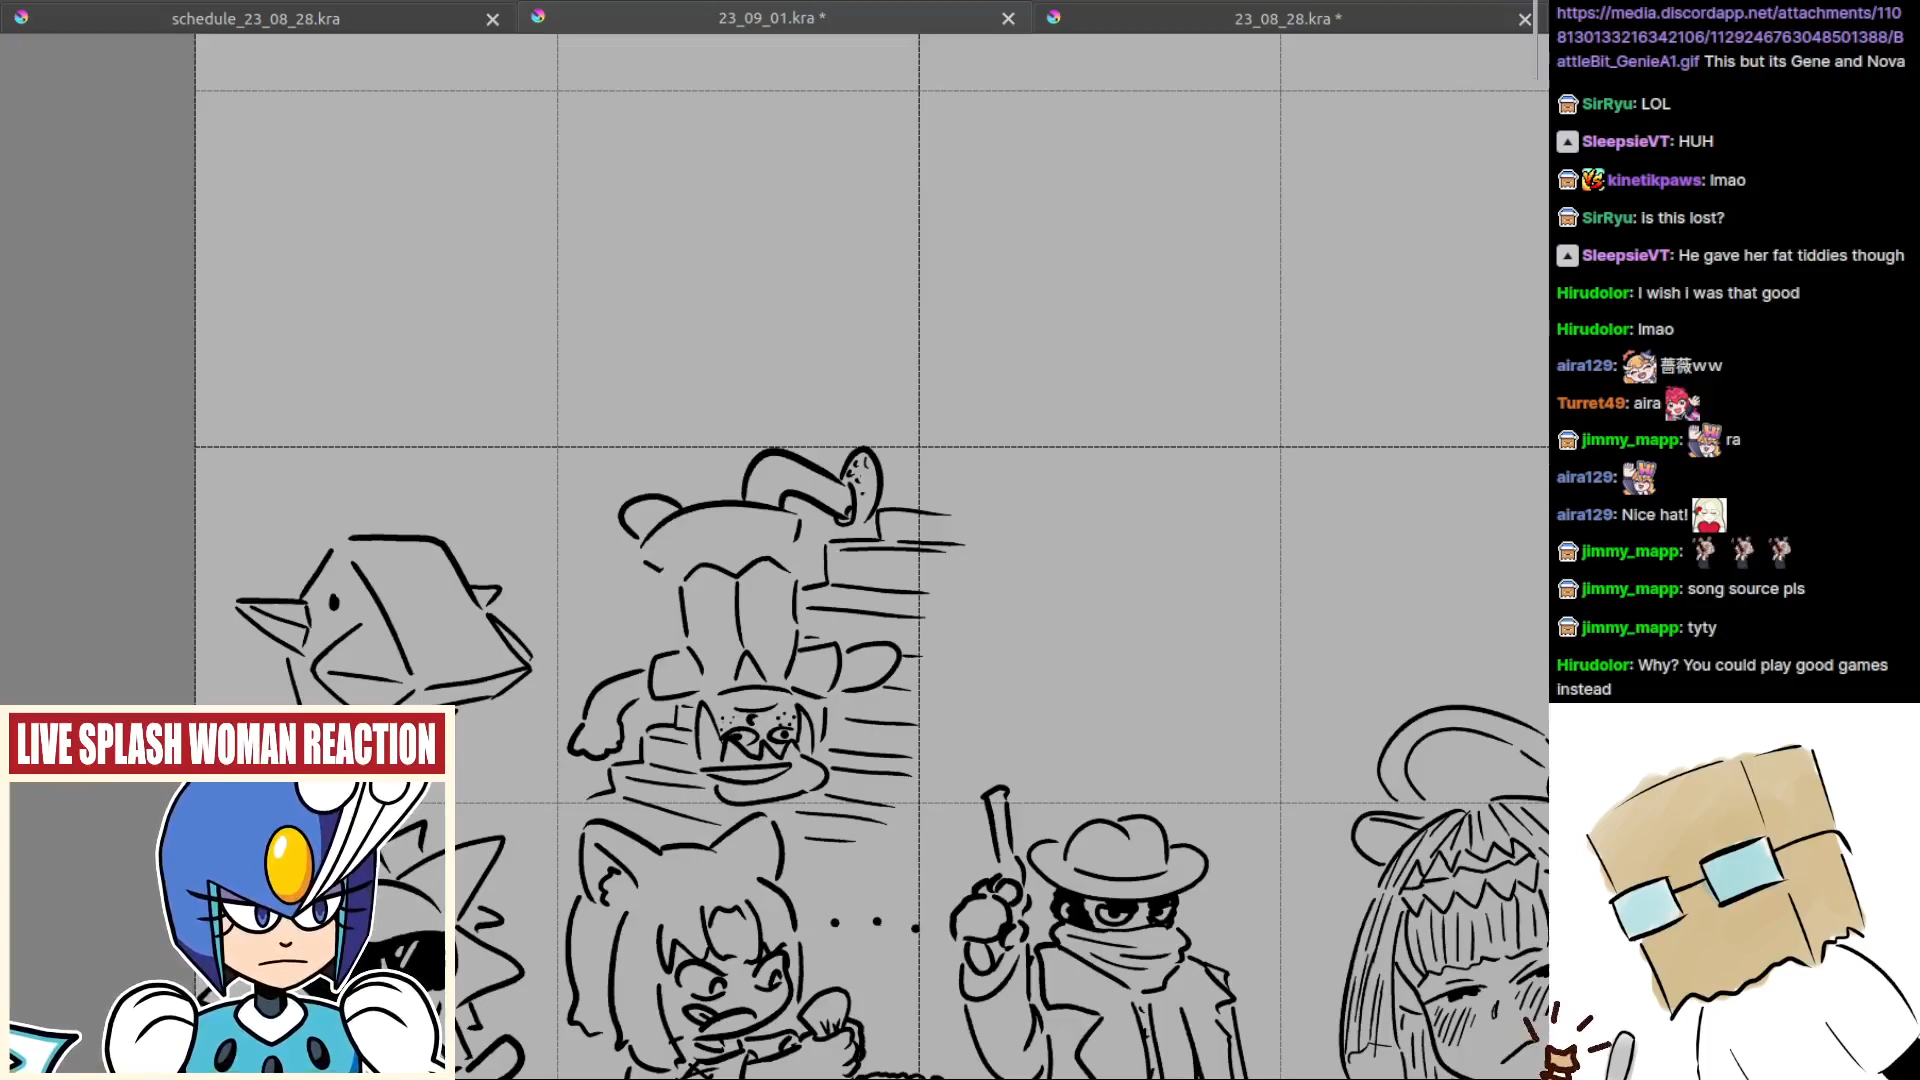 schedule_23_08_28.kra
23_09_01.kra *
23_08_28.kra *
https://media.discordapp.net/attachments/110
8130133216342106/1129246763048501388/B
attleBit_GenieA1.gif This but its Gene and Nova
SirRyu: LOL
SleepsieVT: HUH
kinetikpaws: lmao
SirRyu: is this lost?
SleepsieVT: He gave her fat tiddies though
Hirudolor: I wish i was that good
Hirudolor: lmao
aira129: 薔薇ww
Turret49: aira
jimmy_mapp: ra
aira129:
aira129: Nice hat!
jimmy_mapp:
jimmy_mapp: song source pls
jimmy_mapp: tyty
Hirudolor: Why? You could play good games
instead
LIVE SPLASH WOMAN REACTION